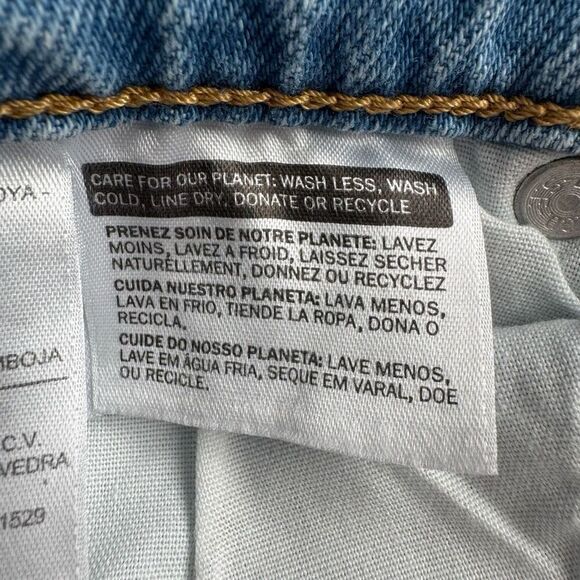 OYA -
MBOJA
C.V.
VEDRA
1529
CARE FOR OUR PLANET: WASH LESS, WASH
COLD, LINE DRY, DONATE OR RECYCLE
PRENEZ SOIN DE NOTRE PLANETE: LAVEZ
MOINS, LAVEZ A FROID, LAISSEZ SECHER
NATURELLEMENT, DONNEZ OU RECYCLEZ
CUIDA NUESTRO PLANETA: LAVA MENOS,
LAVA EN FRIO, TIENDE LA ROPA, DONA O
RECICLA.
CUIDE DO NOSSO PLANETA: LAVE MENOS,
LAVE EM ÁGUA FRIA, SEQUE EM VARAL, DOE
OU RECICLE.